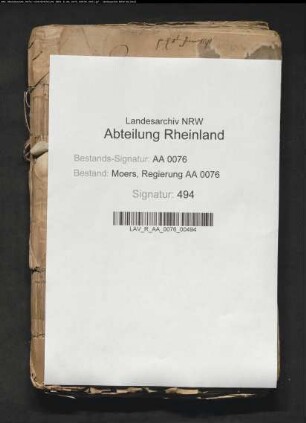 Landesarchiv NRW
Abteilung Rheinland
Bestands-Signatur: AA 0076
Bestand: Moers, Regierung AA 0076
Signatur: 494
LAV_R_AA_0076_00494